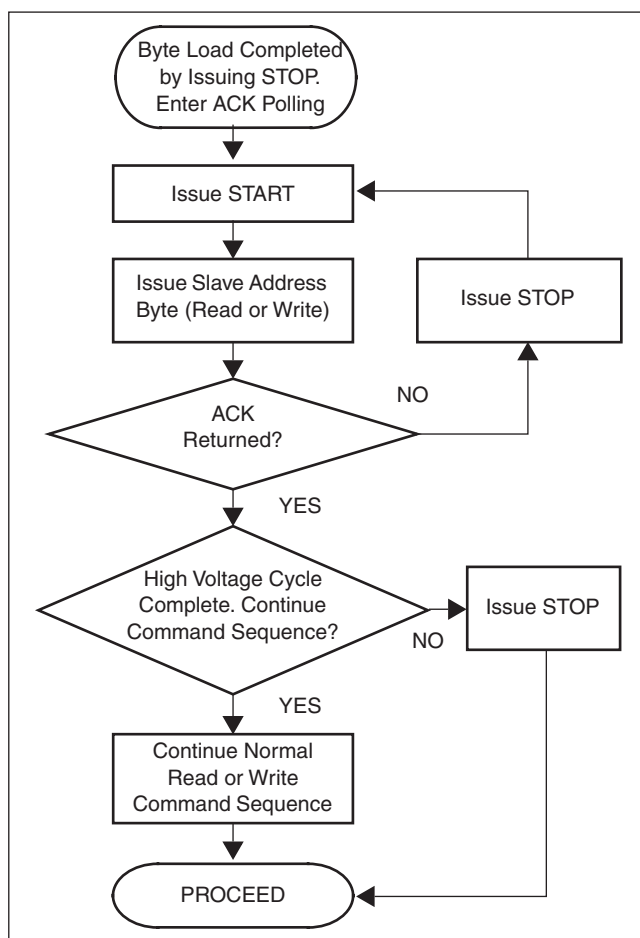 Byte Load Completed
by Issuing STOP.
Enter ACK Polling
Issue START
Issue Slave Address
Byte (Read or Write)
Issue STOP
ACK
Returned?
NO
YES
High Voltage Cycle
Complete. Continue
Command Sequence?
Issue STOP
NO
YES
Continue Normal
Read or Write
Command Sequence
PROCEED